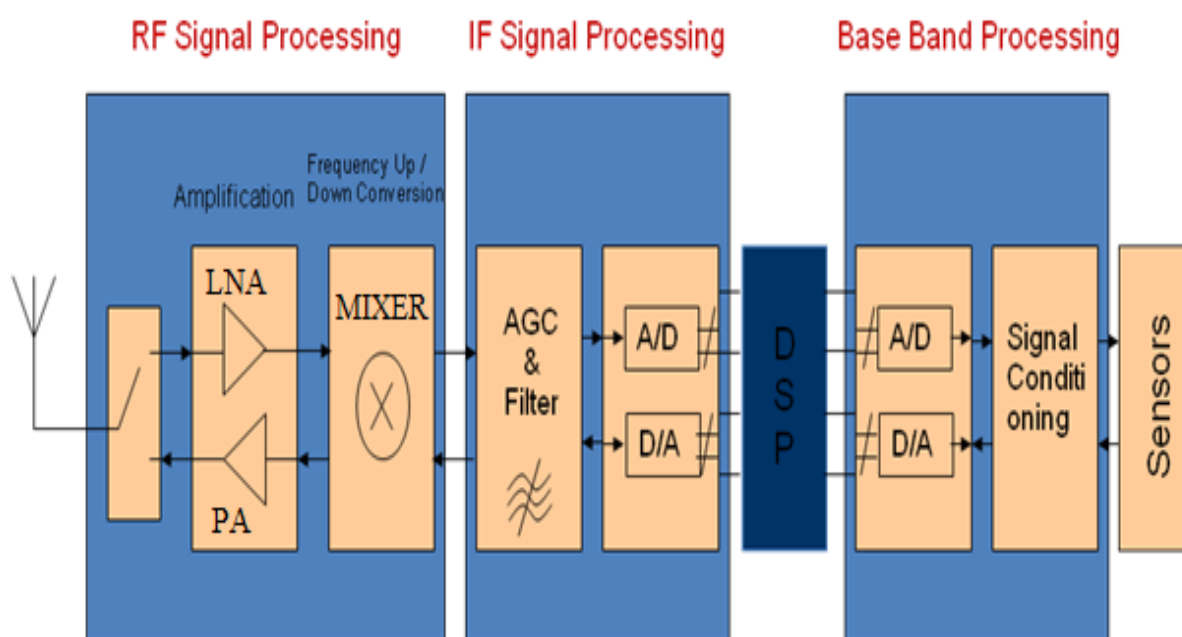 RF Signal Processing
IF Signal Processing
Base Band Processing
Amplification
Frequency Up /
Down Conversion
LNA
PA
MIXER
AGC
&
Filter
A/D
D/A
D
S
P
A/D
D/A
Signal
Conditi
oning
Sensors